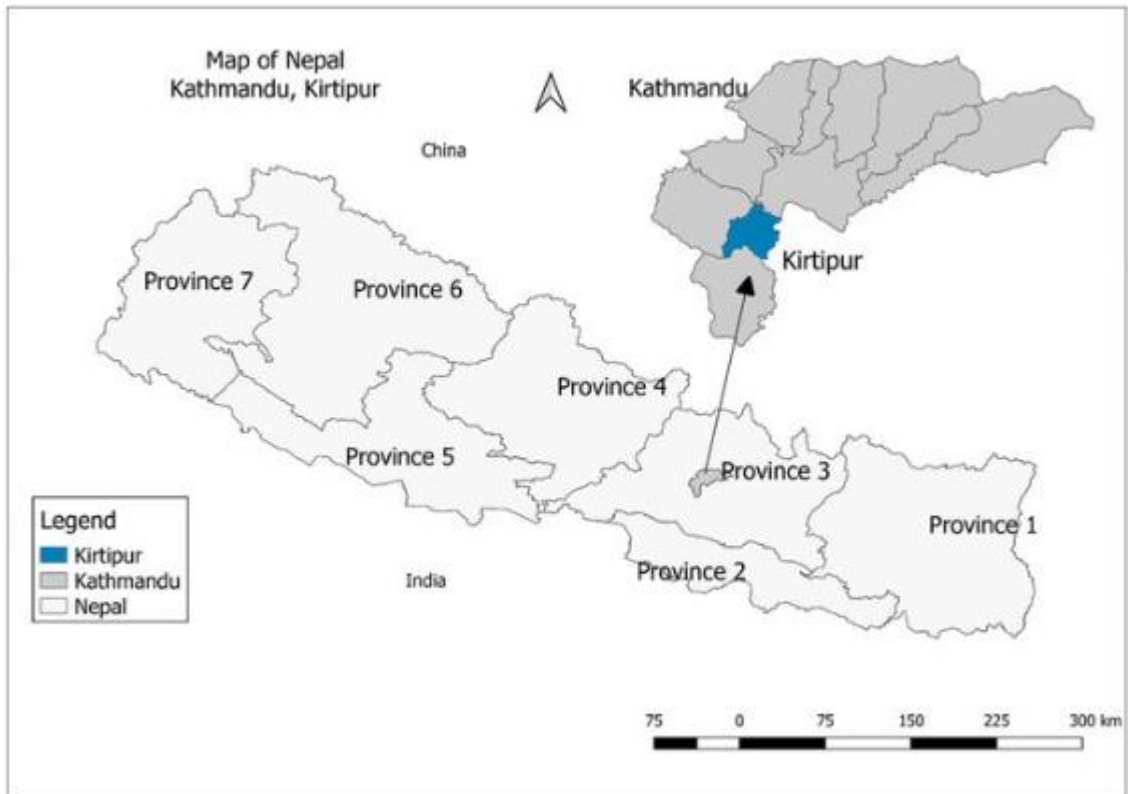 Map of Nepal
Kathmandu, Kirtipur
Kathmandu
China
Kirtipur
Province 7
Province 6
Province 4
Province 5
Province 3
Province 1
Province 2
Legend
Kirtipur
Kathmandu
Nepal
India
75 0 75 150 225 300 km